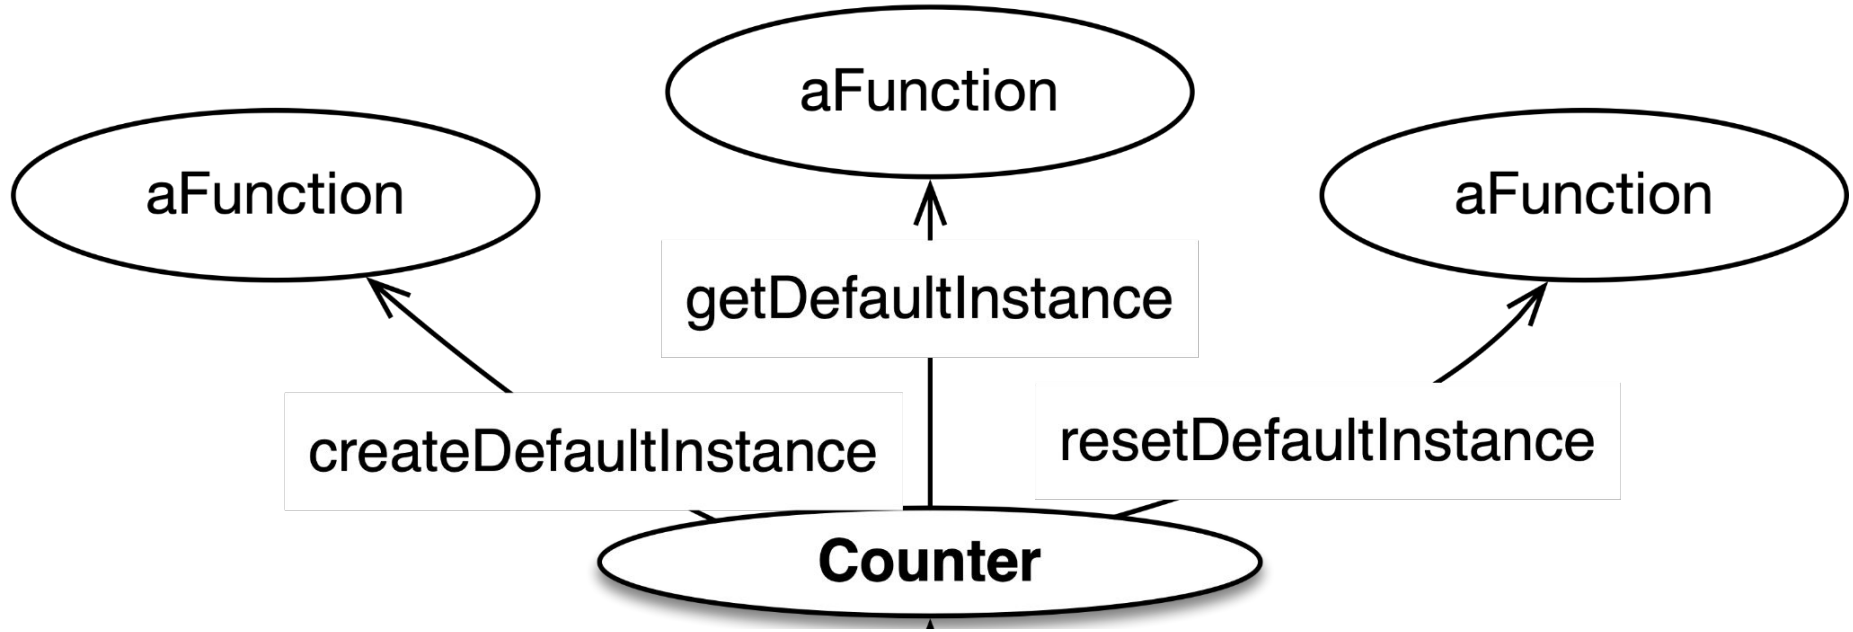 aFunction
aFunction
aFunction
getDefaultInstance
createDefaultInstance
resetDefaultInstance
Counter